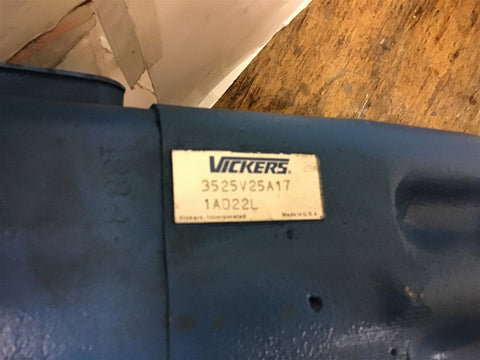 VICKERS
3525V25A17
1AD22L
Vickers, Incorporated Made in U.S.A